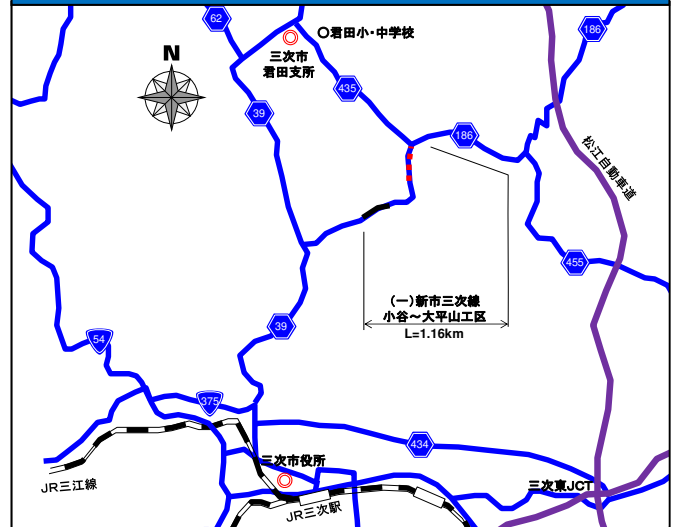 62
○君田小・中学校
186
三次市
君田支所
N
435
39
186
松江自動車道
455
(一)新市三次線
小谷～大平山工区
L=1.16km
39
54
375
434
三次市役所
三次東JCT
JR三江線
JR三次駅